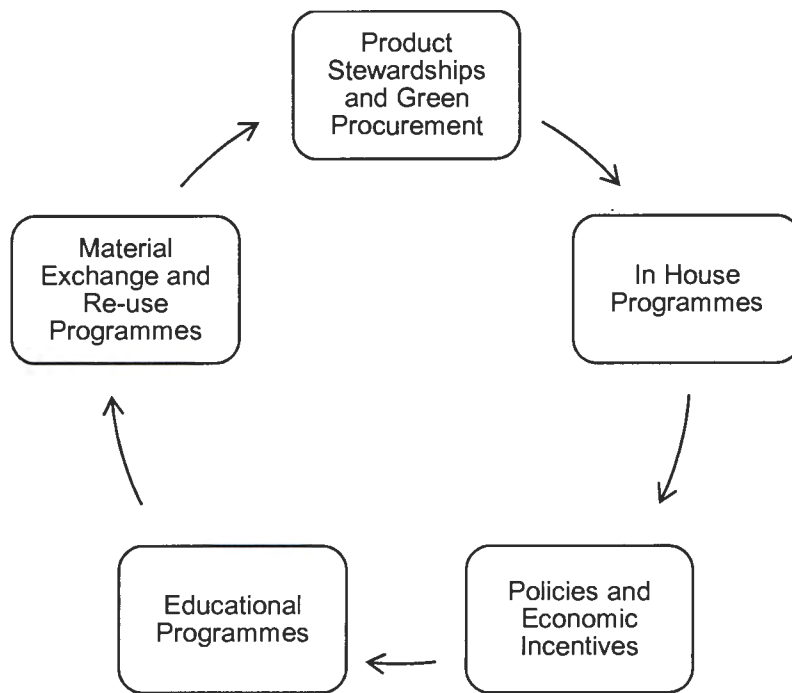 Product
Stewardships
and Green
Procurement
In House
Programmes
Policies and
Economic
Incentives
Educational
Programmes
Material
Exchange and
Re-use
Programmes